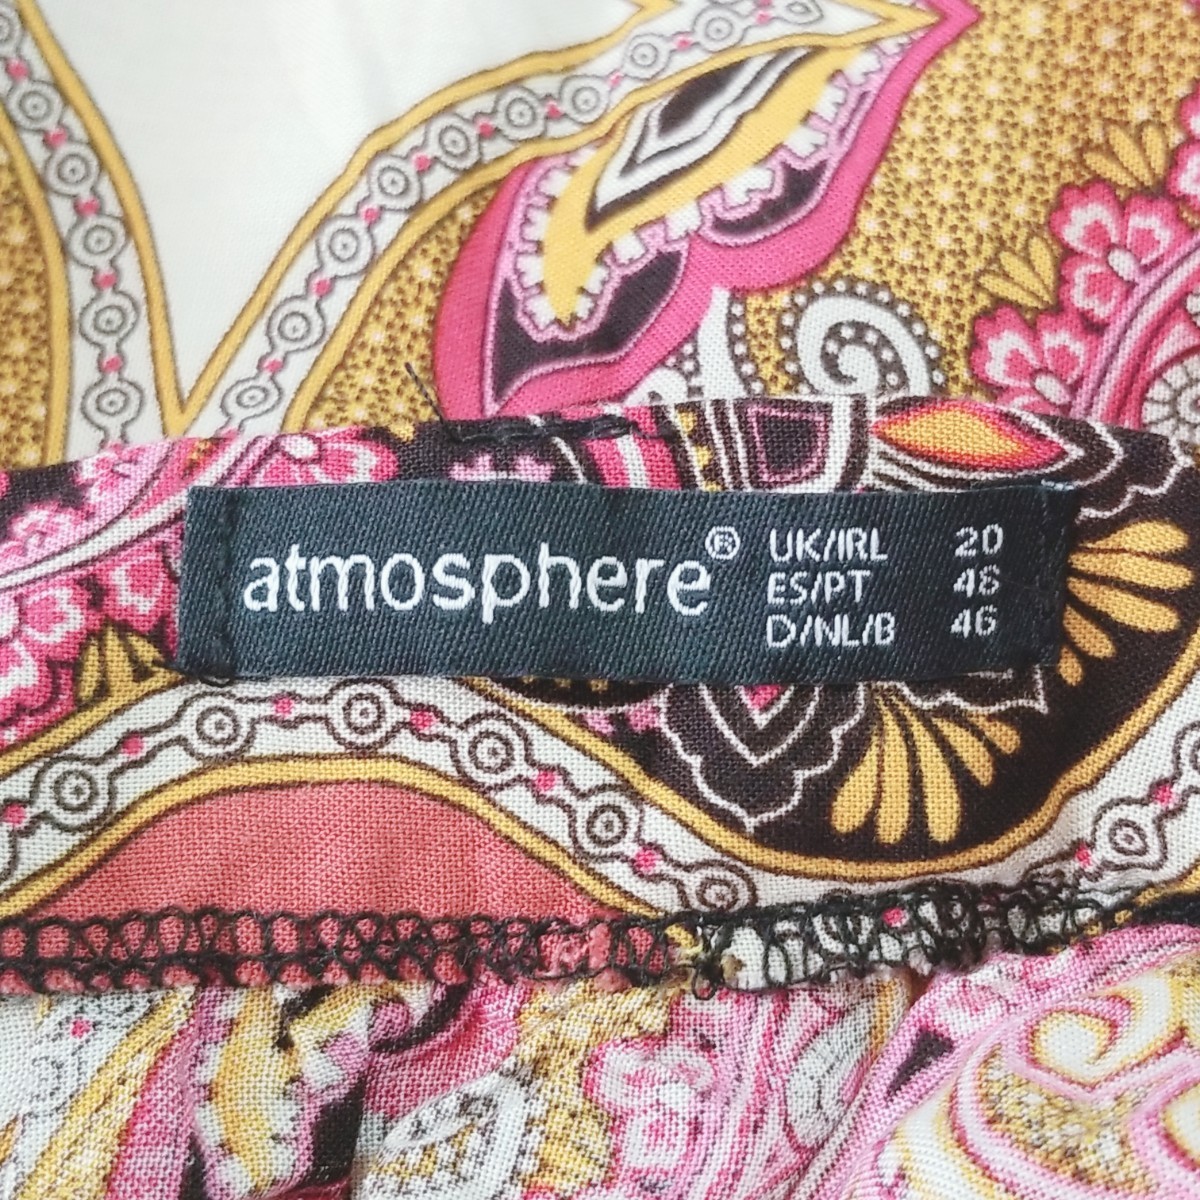 atmosphere®
UK/IRL 20
ES/PT 48
D/NL/B 46